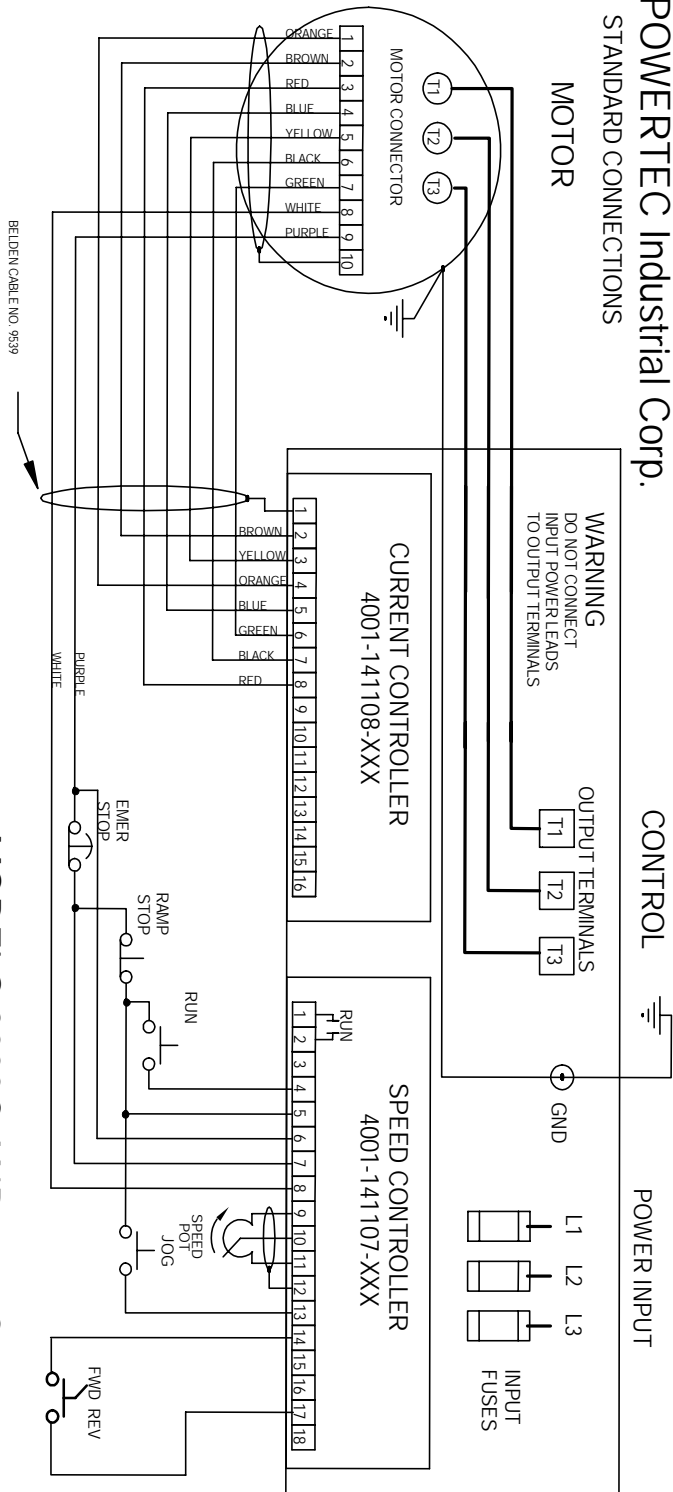 POWERTEC Industrial Corp.
STANDARD CONNECTIONS
MOTOR
CONTROL
POWER INPUT
WARNING
DO NOT CONNECT
INPUT POWER LEADS
TO OUTPUT TERMINALS
T1
T2
T3
MOTOR CONNECTOR
1
2
3
4
5
6
7
8
9
10
ORANGE
BROWN
RED
BLUE
YELLOW
BLACK
GREEN
WHITE
PURPLE
OUTPUT TERMINALS
T1
T2
T3
GND
L1
L2
L3
INPUT
FUSES
CURRENT CONTROLLER
4001-141108-XXX
1
2
3
4
5
6
7
8
9
10
11
12
13
14
15
16
BROWN
YELLOW
ORANGE
BLUE
GREEN
BLACK
RED
SPEED CONTROLLER
4001-141107-XXX
RUN
1
2
3
4
5
6
7
8
9
10
11
12
13
14
15
16
17
18
BELDEN CABLE NO. 9539
PURPLE
WHITE
EMER
STOP
RAMP
STOP
RUN
SPEED
POT
JOG
FWD REV